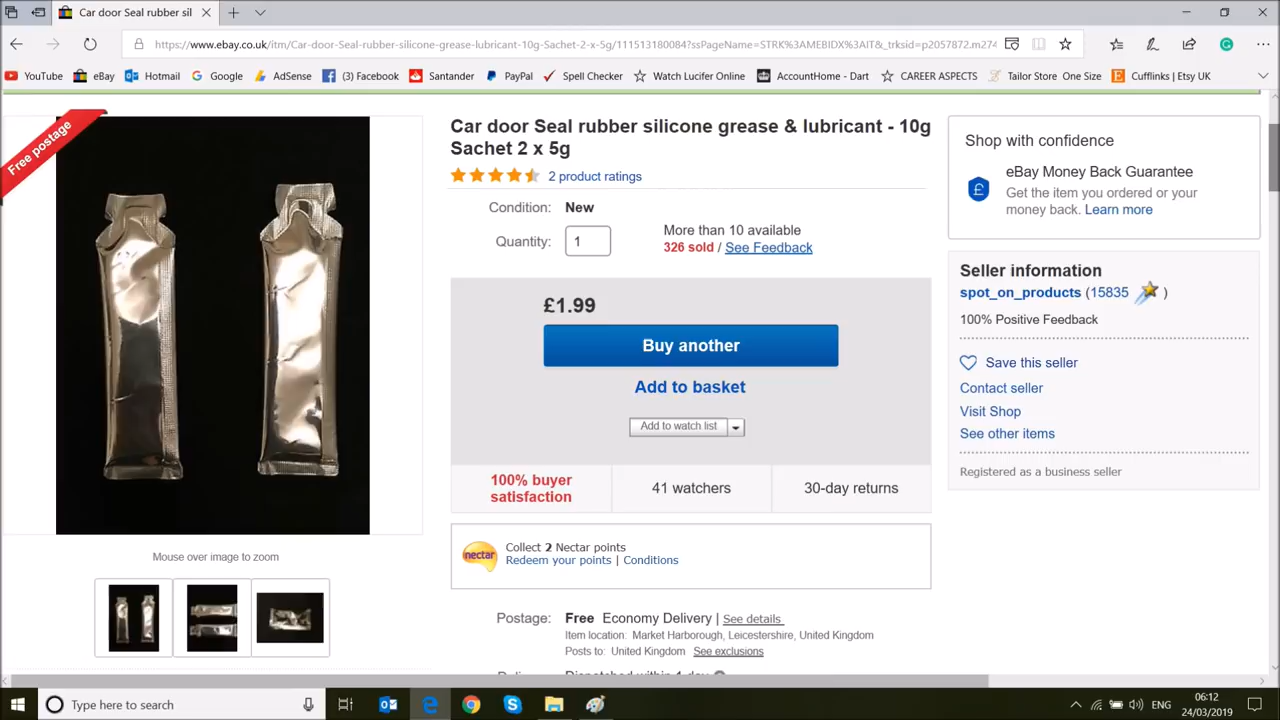 Car door Seal rubber sil
https://www.ebay.co.uk/itm/Car-door-Seal-rubber-silicone-grease-lubricant-10g-Sachet-2-x-5g/111513180084?ssPageName=STRK%3AMEBIDX%3AIT&_trksid=p2057872.m274
YouTube eBay Hotmail Google AdSense (3) Facebook Santander PayPal Spell Checker Watch Lucifer Online AccountHome - Dart CAREER ASPECTS Tailor Store One Size Cufflinks | Etsy UK
Free postage
Car door Seal rubber silicone grease & lubricant - 10g
Sachet 2 x 5g
2 product ratings
Condition: New
Quantity: 1
More than 10 available
326 sold / See Feedback
£1.99
Buy another
Add to basket
Add to watch list
100% buyer
satisfaction
41 watchers
30-day returns
nectar
Collect 2 Nectar points
Redeem your points | Conditions
Postage: Free Economy Delivery | See details
Item location: Market Harborough, Leicestershire, United Kingdom
Posts to: United Kingdom See exclusions
Mouse over image to zoom
Shop with confidence
£
eBay Money Back Guarantee
Get the item you ordered or your
money back. Learn more
Seller information
spot_on_products (15835 )
100% Positive Feedback
Save this seller
Contact seller
Visit Shop
See other items
Registered as a business seller
Type here to search
ENG
06:12
24/03/2019